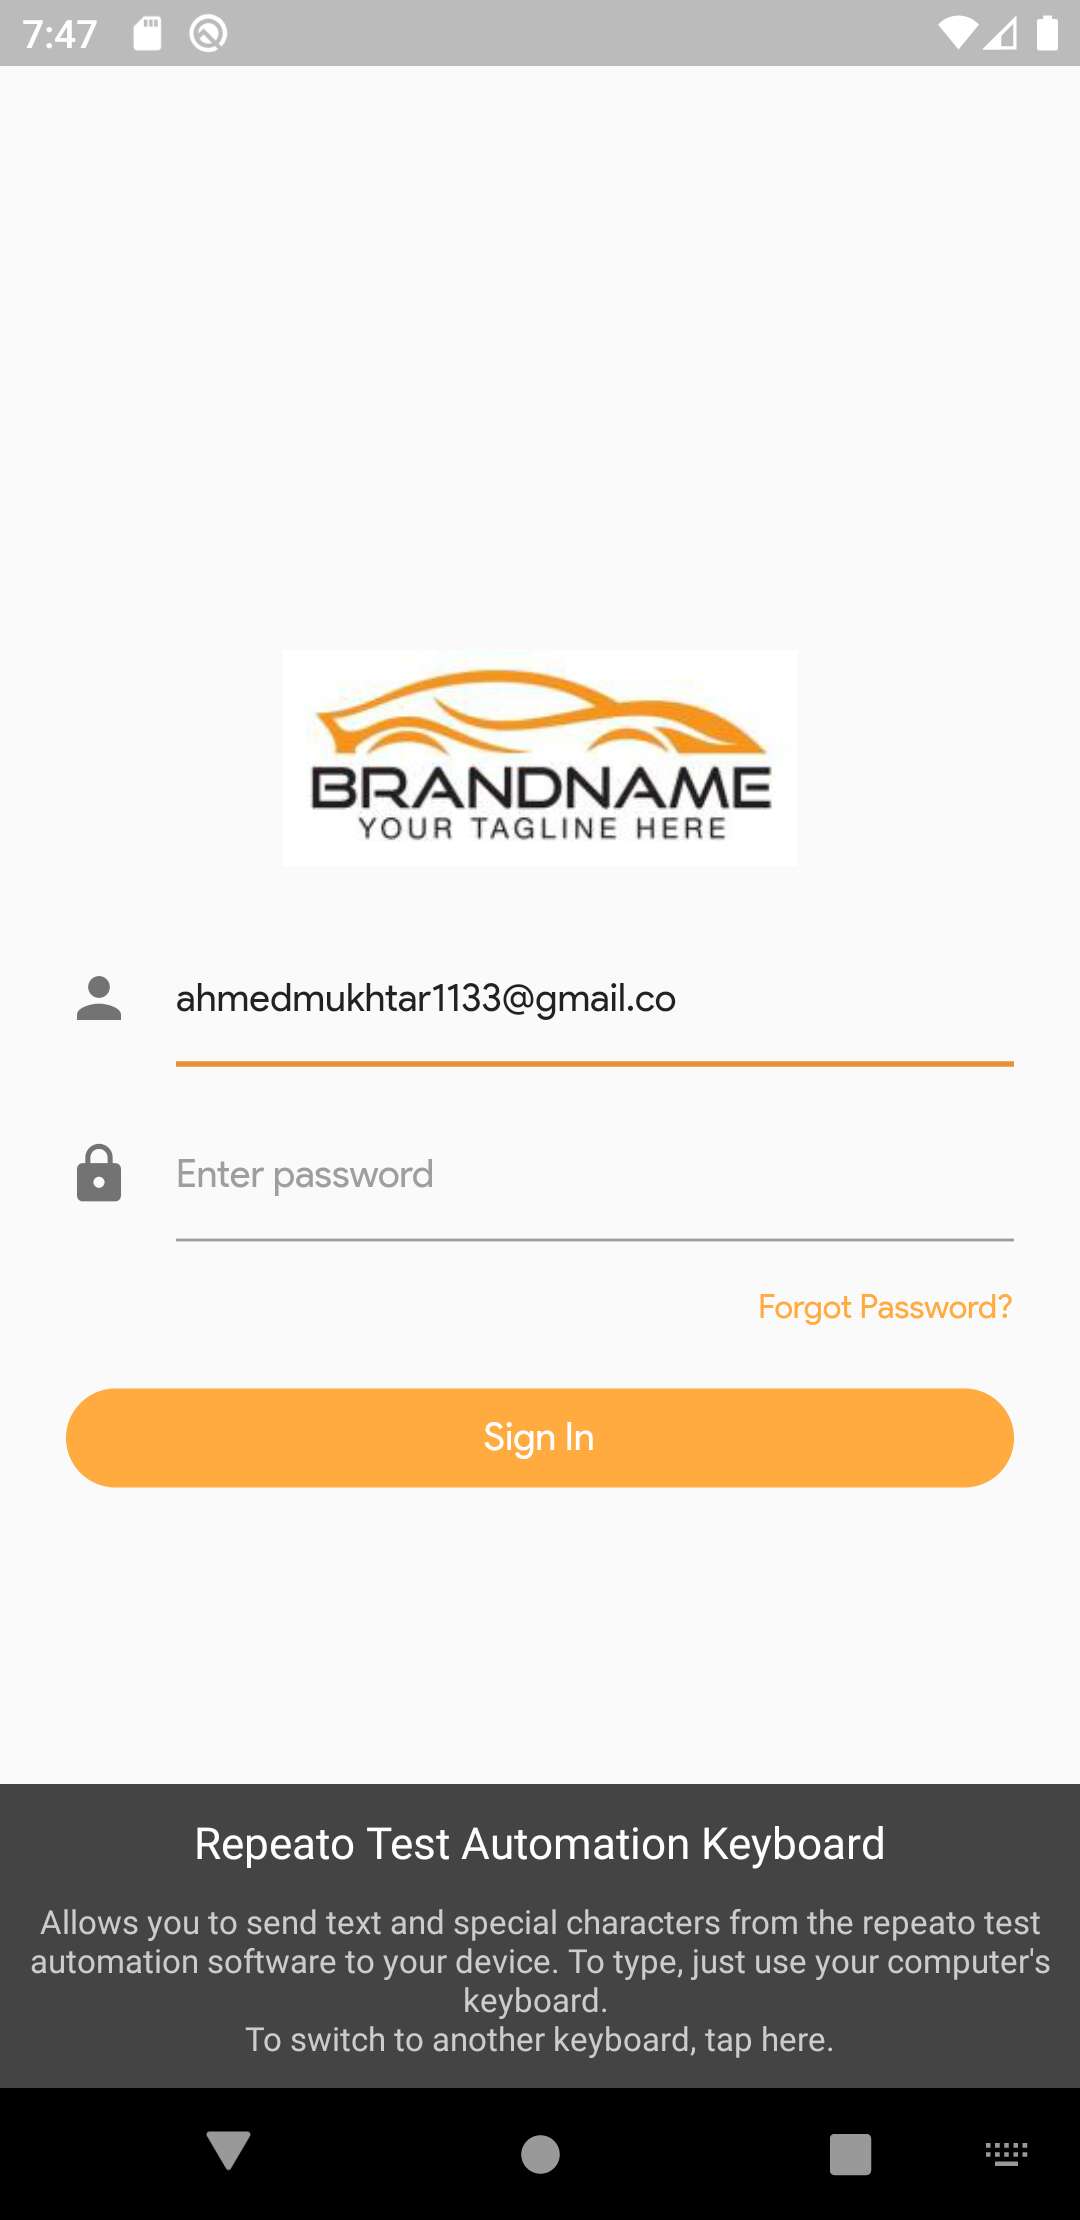 7:47
BRANDNAME
YOUR TAGLINE HERE
ahmedmukhtar1133@gmail.co
Enter password
Forgot Password?
Sign In
Repeato Test Automation Keyboard
Allows you to send text and special characters from the repeato test
automation software to your device. To type, just use your computer's
keyboard.
To switch to another keyboard, tap here.